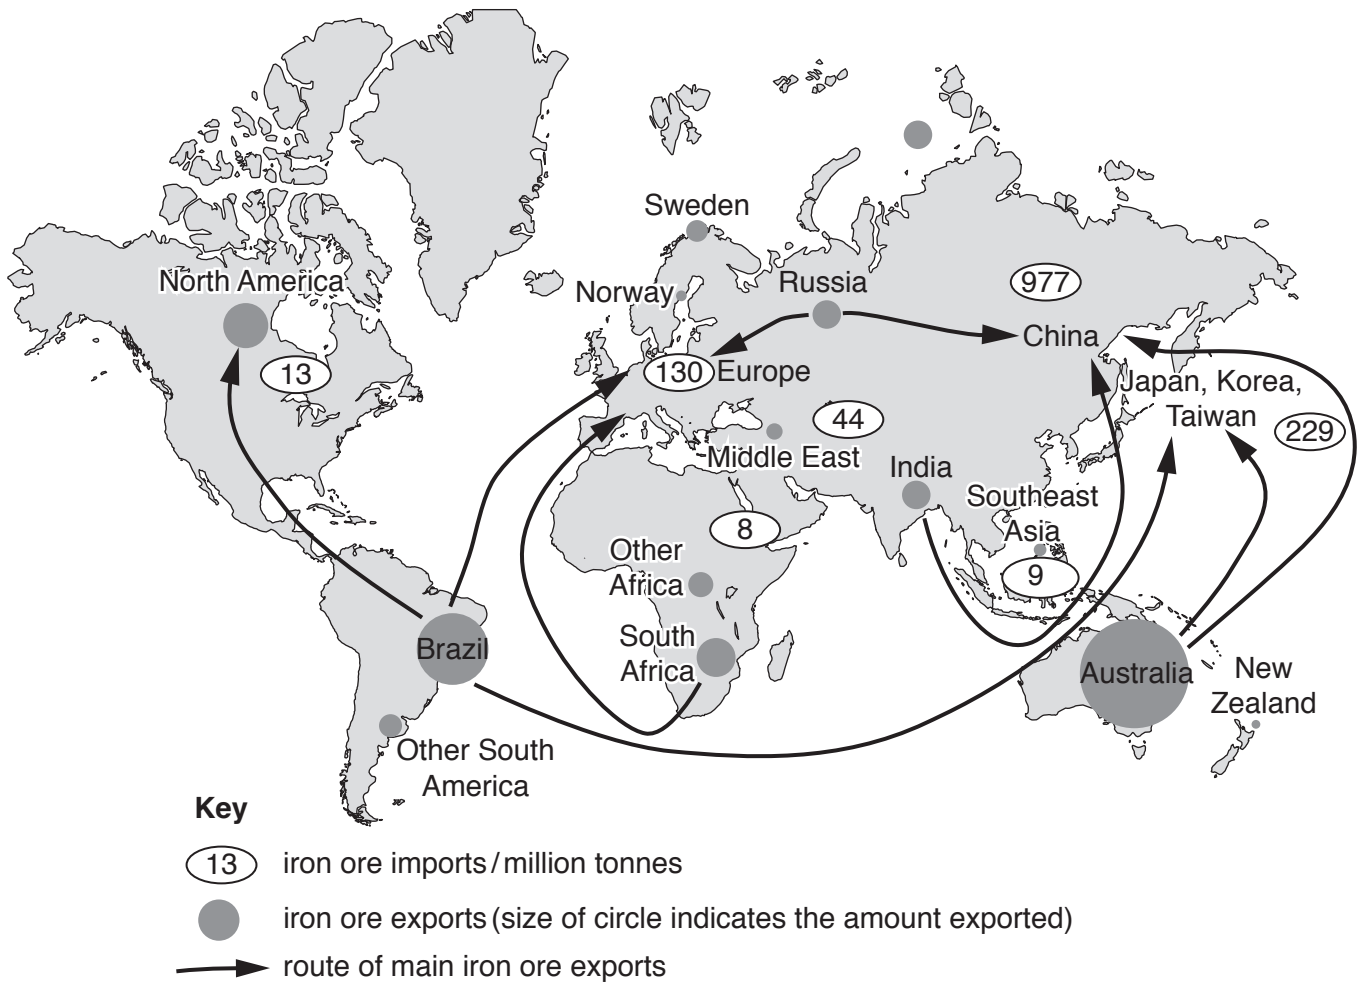 Sweden
North America
Norway
Russia
977
China
13
130 Europe
Japan, Korea,
Taiwan
44
229
Middle East
India
Southeast
Asia
8
Other
Africa
9
South
Africa
Brazil
Australia
New
Zealand
Other South
America
Key
13 iron ore imports/million tonnes
iron ore exports (size of circle indicates the amount exported)
route of main iron ore exports